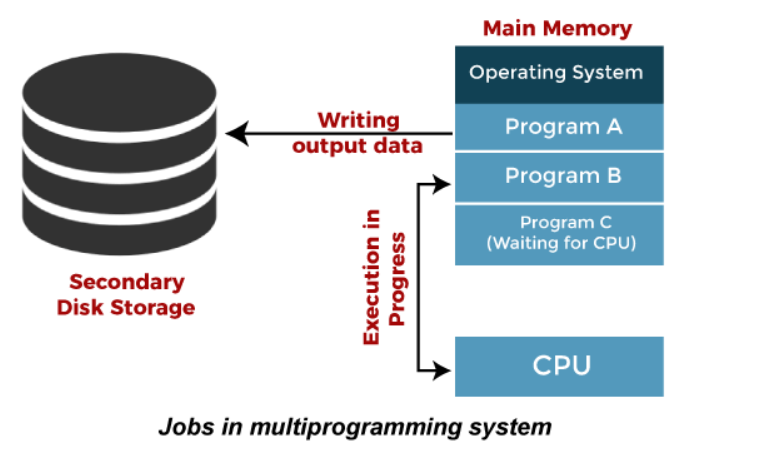 Main Memory
Operating System
Writing
output data
Program A
Program B
Program C
(Waiting for CPU)
Execution in
Progress
Secondary
Disk Storage
CPU
Jobs in multiprogramming system